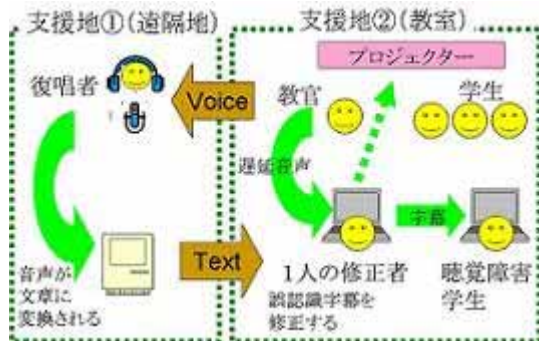 支援地①(遠隔地)
復唱者
音声が
文章に
変換される
Voice
Text
支援地②(教室)
プロジェクター
教官
学生
遅延音声
字幕
1人の修正者
誤認識字幕を
修正する
聴覚障害
学生